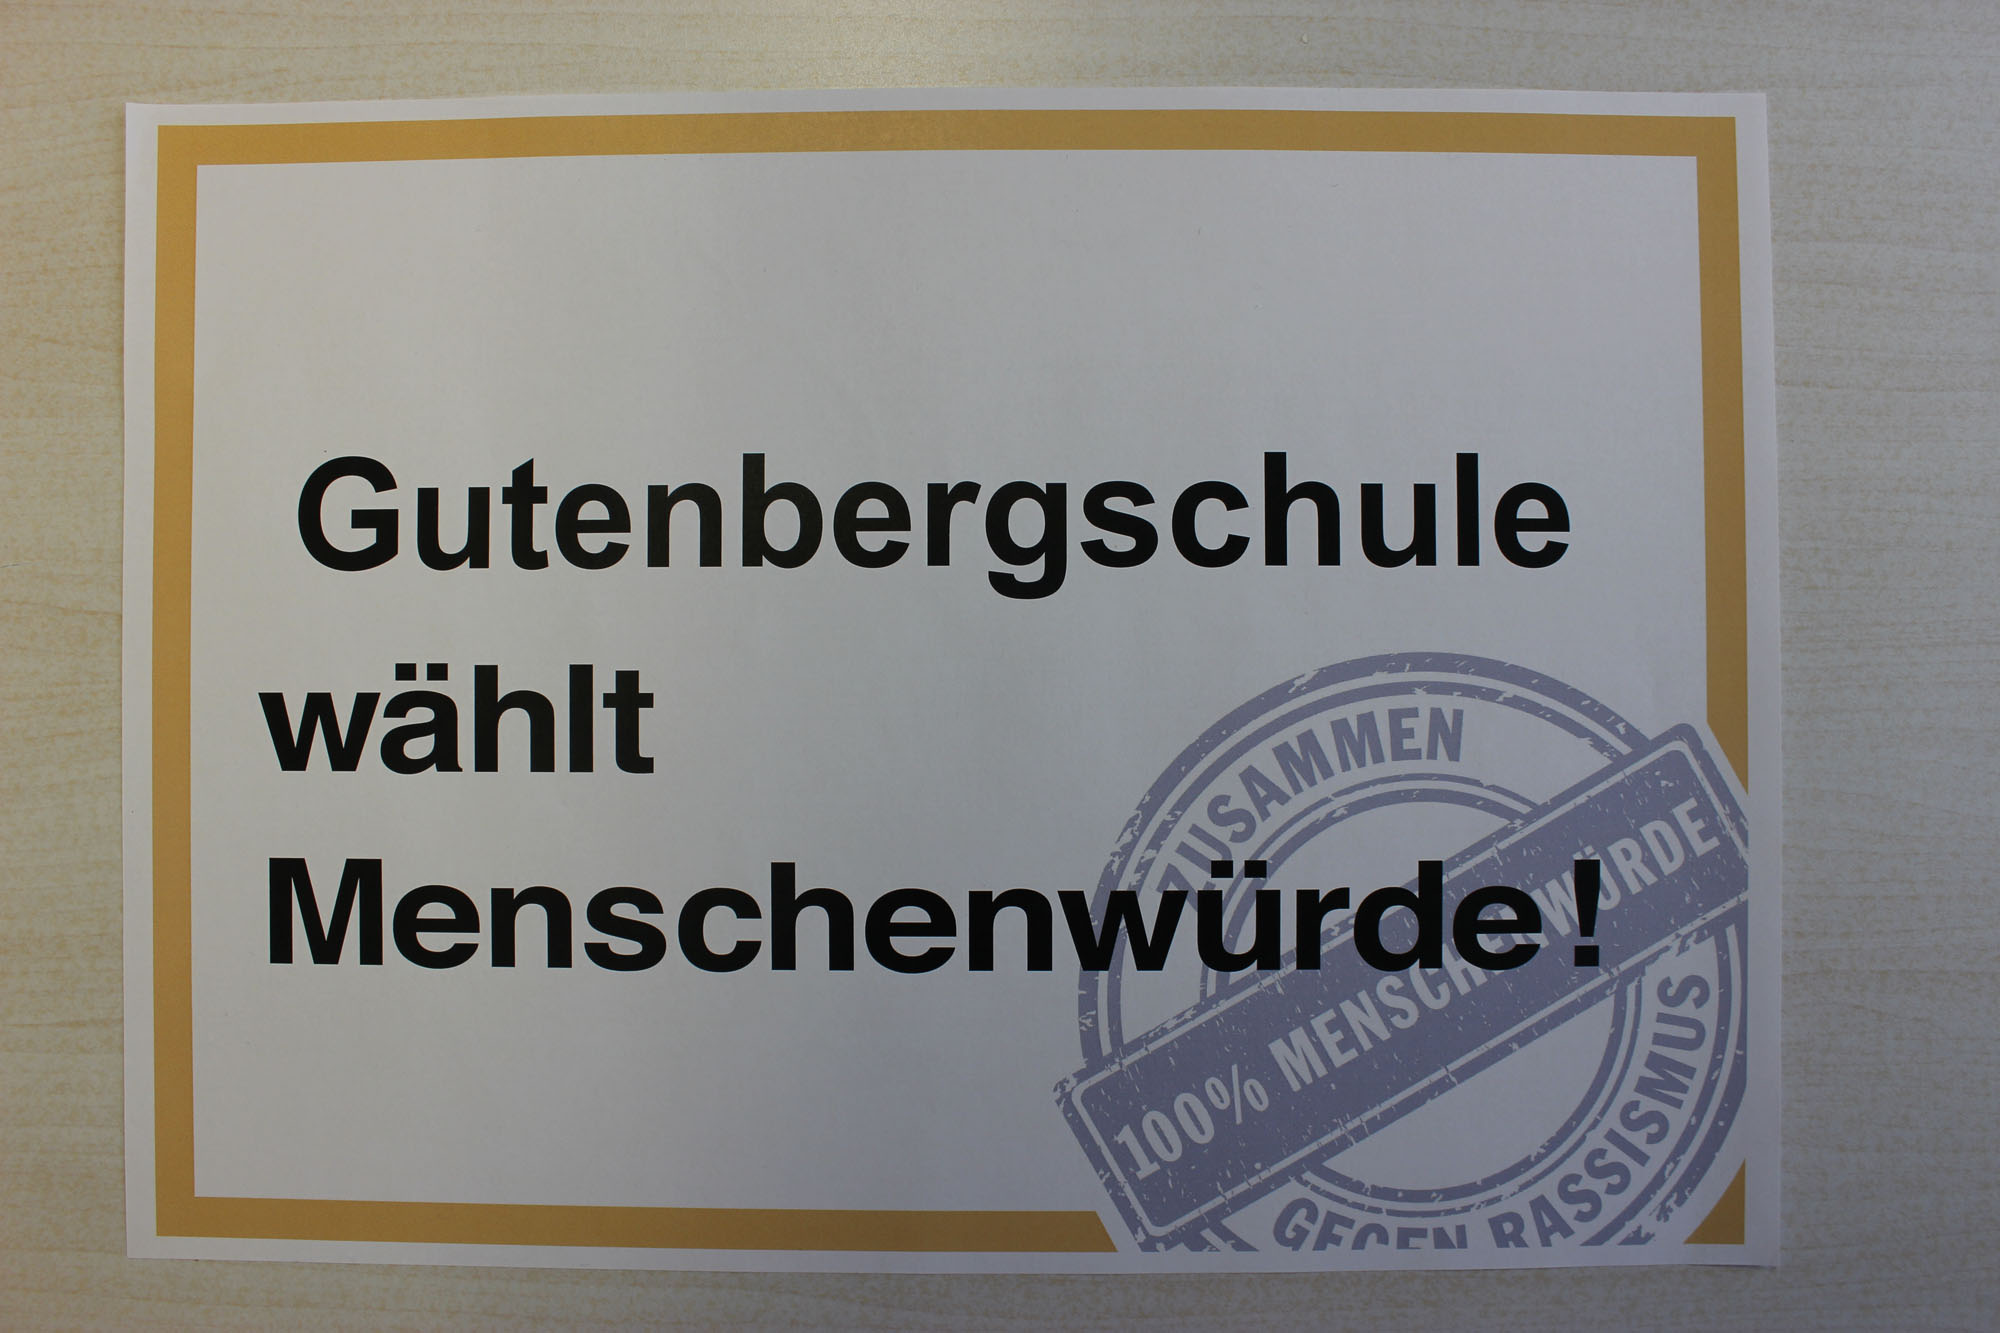 Gutenbergschule
wählt
Menschenwürde!
ZUSAMMEN
100% MENSCHENWÜRDE
GEGEN RASSISMUS